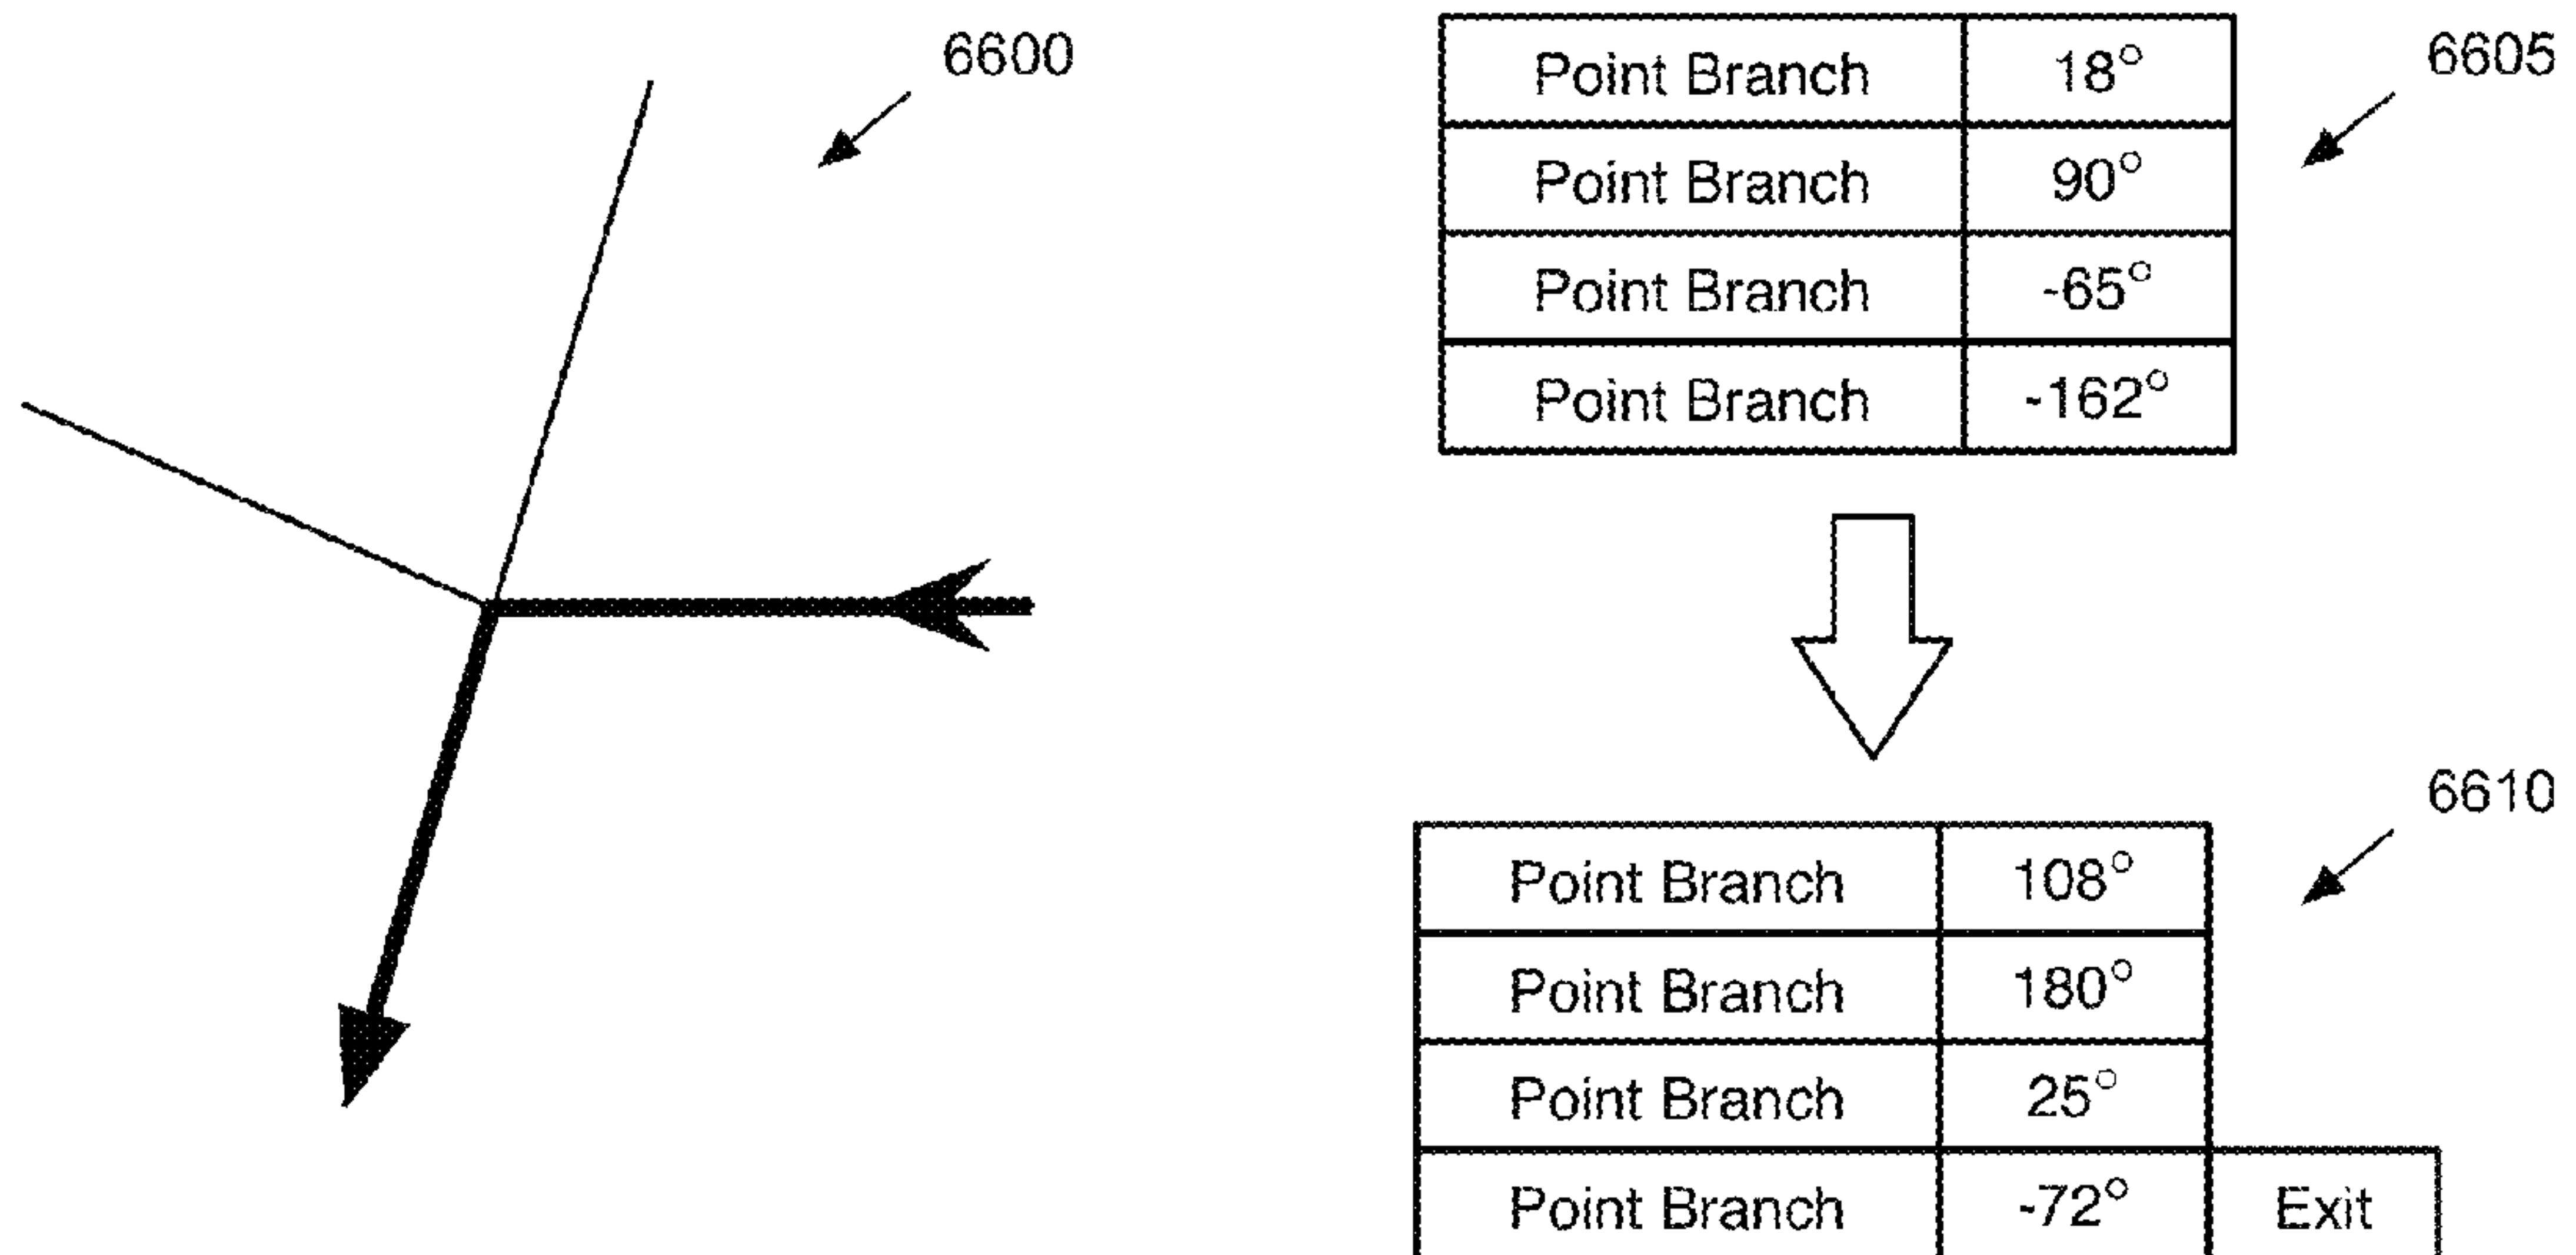 6600
Point Branch 18°
6605
Point Branch 90°
Point Branch -65°
Point Branch -162°
6610
Point Branch 108°
Point Branch 180°
Point Branch 25°
Point Branch -72° Exit